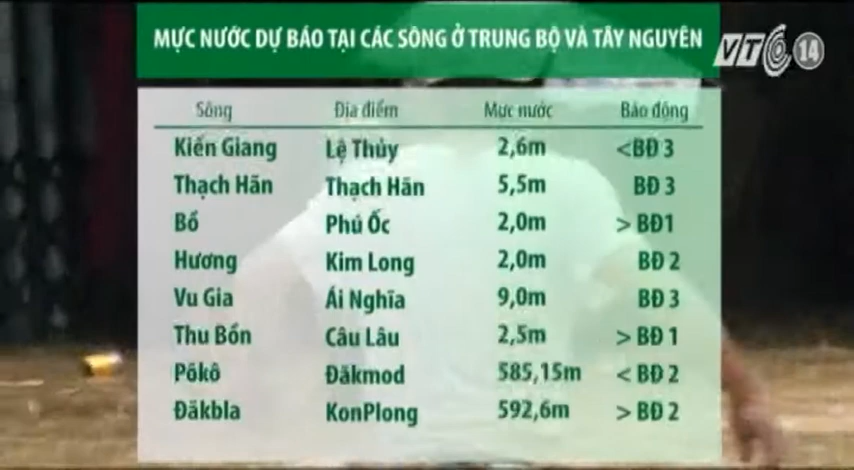 MỰC NƯỚC DỰ BÁO TẠI CÁC SÔNG Ở TRUNG BỘ VÀ TÂY NGUYÊN
VTC 14
Sông Địa điểm Mực nước Báo động
Kiến Giang Lệ Thủy 2,6m <BĐ 3
Thạch Hãn Thạch Hãn 5,5m BĐ 3
Bồ Phú Ốc 2,0m > BĐ1
Hương Kim Long 2,0m BĐ 2
Vu Gia Ái Nghĩa 9,0m BĐ 3
Thu Bồn Câu Lâu 2,5m > BĐ 1
Pôkô Đăkmod 585,15m < BĐ 2
Đăkbla KonPlong 592,6m > BĐ 2